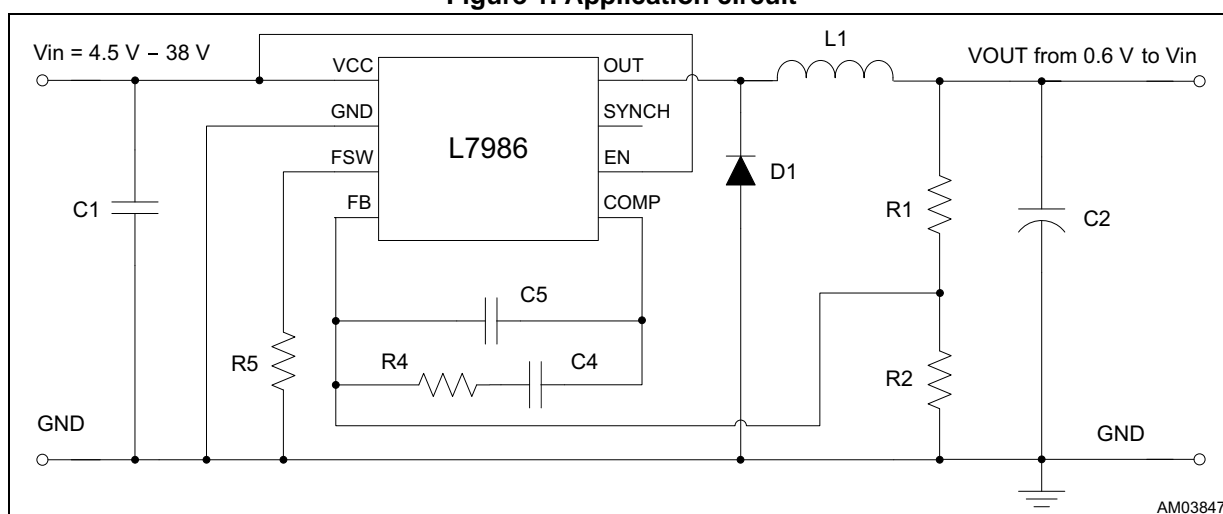 Figure 1. Application circuit
Vin = 4.5 V – 38 V
L1
VOUT from 0.6 V to Vin
VCC
OUT
GND
SYNCH
L7986
FSW
EN
D1
FB
COMP
C1
R1
C2
C5
R5
R4
C4
R2
GND
GND
AM03847